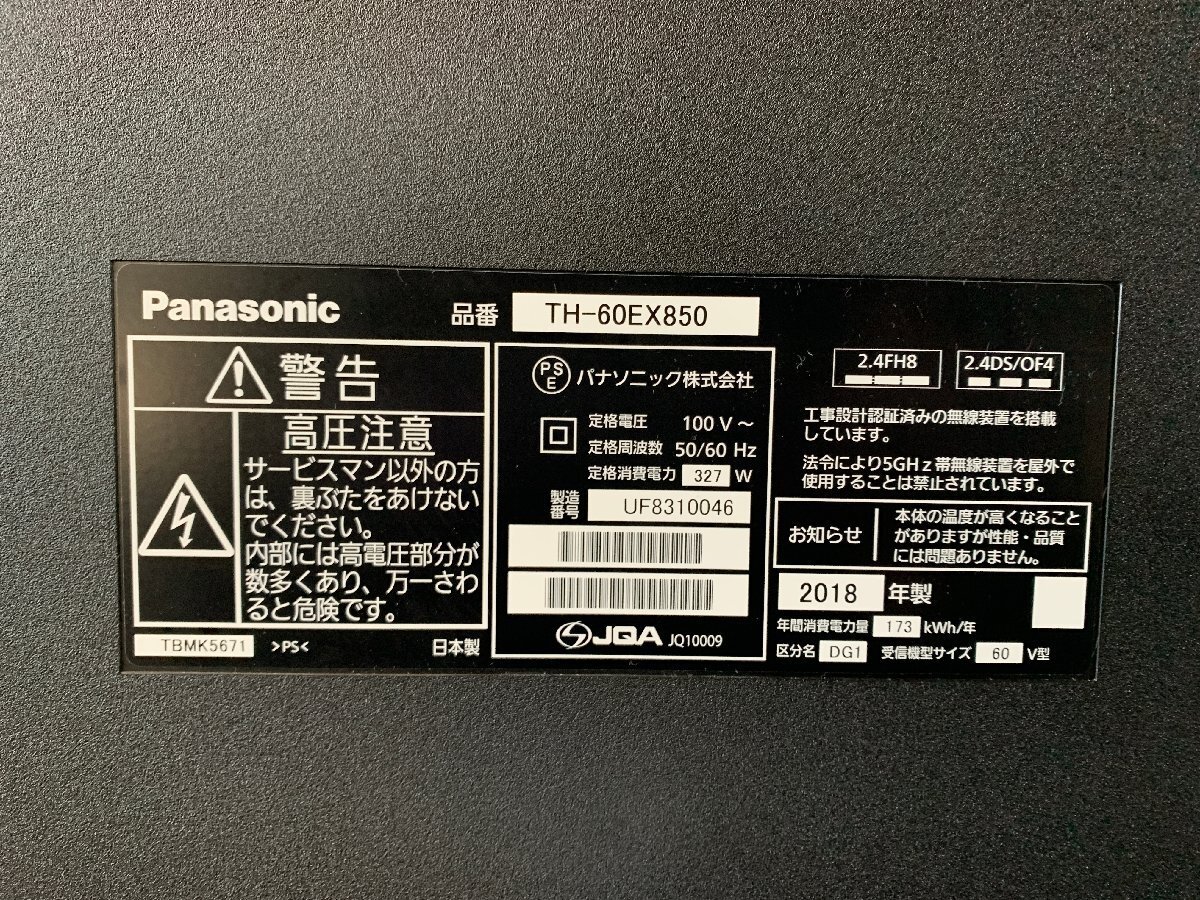 Panasonic
品番 TH-60EX850
警告
高圧注意
サービスマン以外の方
は、裏ぶたをあけない
でください。
内部には高電圧部分が
数多くあり、万一さわ
ると危険です。
TBMK5671 >PS< 日本製
PSE パナソニック株式会社
定格電圧 100 V～
定格周波数 50/60 Hz
定格消費電力 327 W
製造番号 UF8310046
JQA JQ10009
2.4FH8 2.4DS/OF4
工事設計認証済みの無線装置を搭載
しています。
法令により5GHz帯無線装置を屋外で
使用することは禁止されています。
お知らせ
本体の温度が高くなること
がありますが性能・品質
には問題ありません。
2018 年製
年間消費電力量 173 kWh/年
区分名 DG1 受信機型サイズ 60 V型